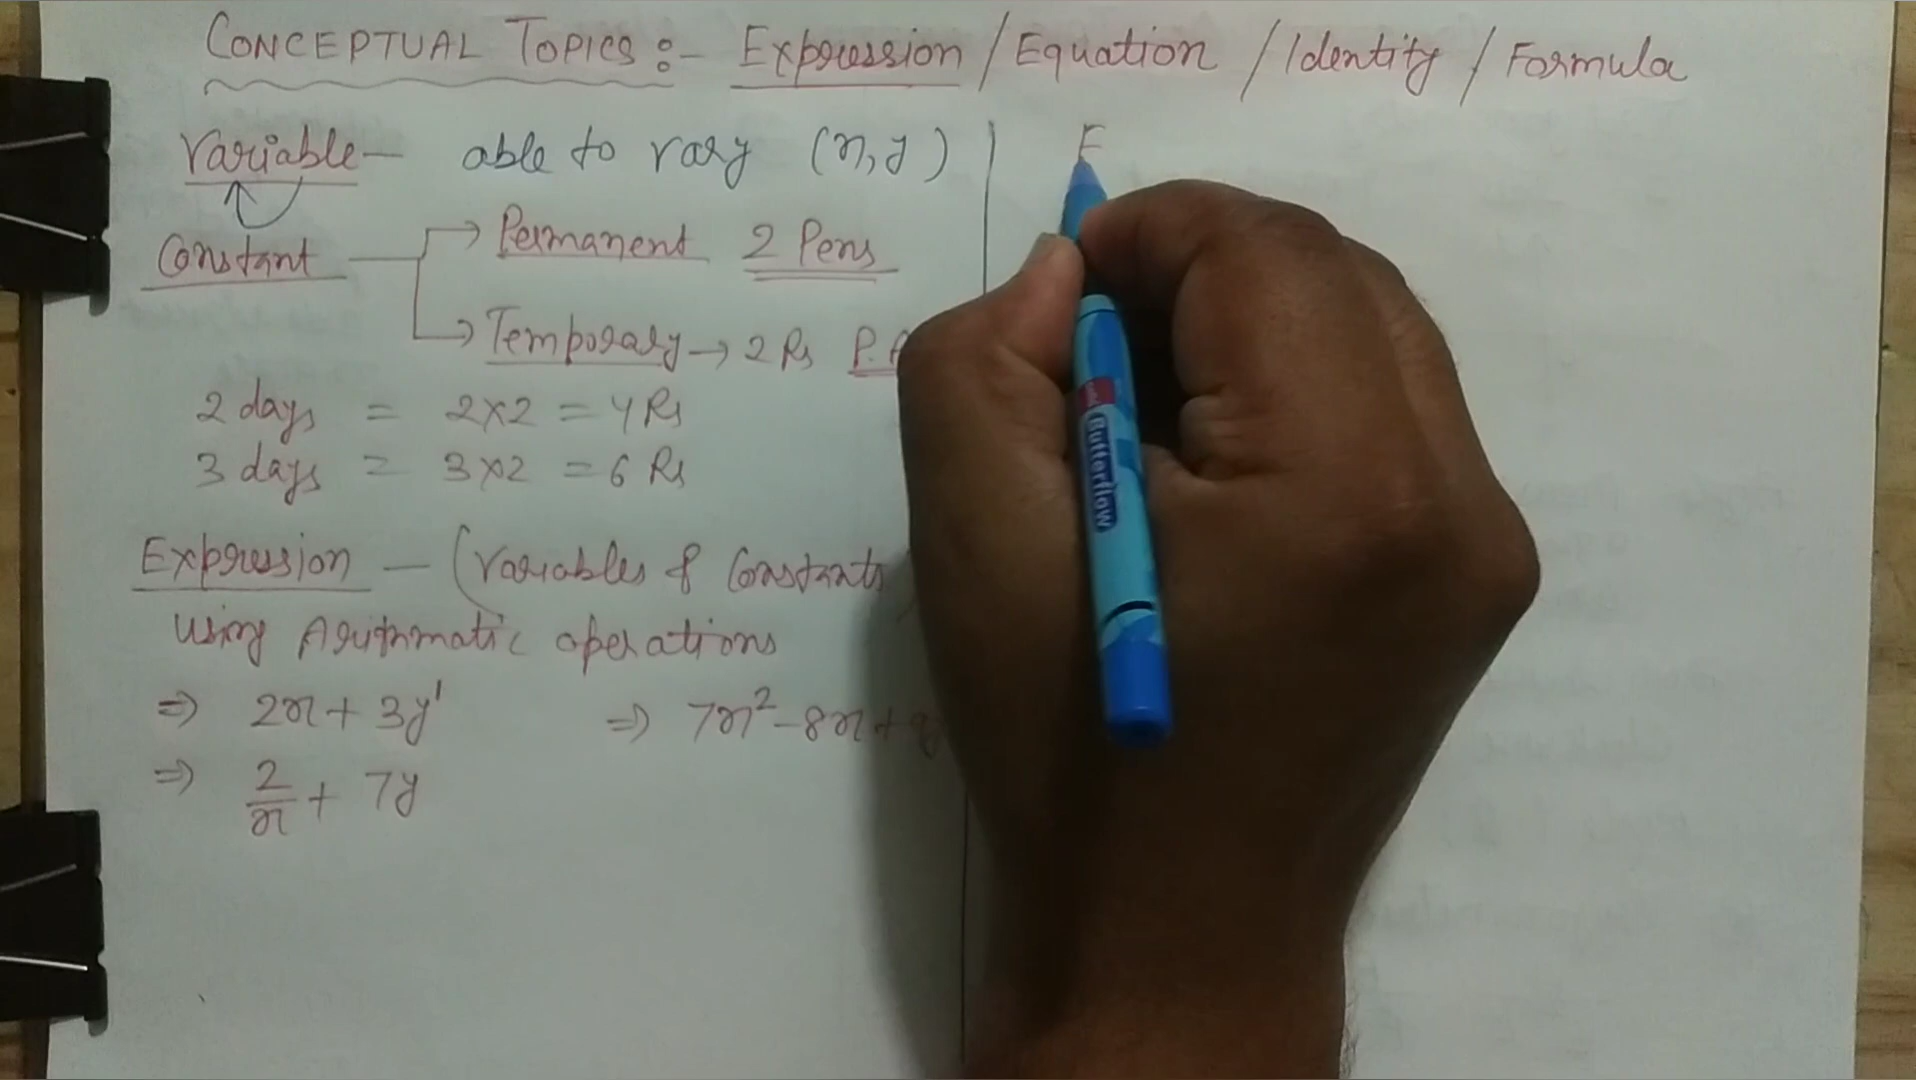 CONCEPTUAL TOPICS :- Expression / Equation / Identity / Formula
Variable - able to vary (x, y)
Constant → Permanent 2 Pens
→ Temporary → 2 Rs P.
2 days = 2×2 = 4 Rs
3 days = 3×2 = 6 Rs
Expression - (Variables & Constants
using Arithmatic operations
⇒ 2x + 3y' ⇒ 7x² - 8x +
⇒ 2/x + 7y
E
Butterflow